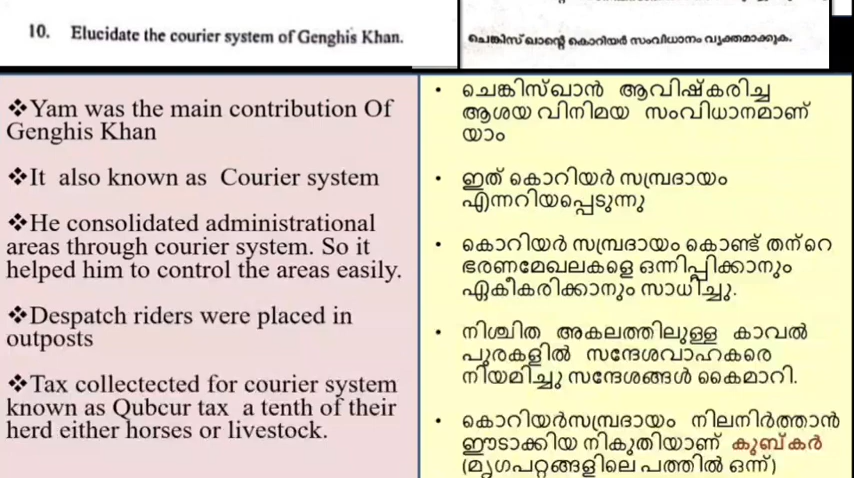 10. Elucidate the courier system of Genghis Khan.
ചെങ്കിസ് ഖാന്റെ കൊറിയർ സംവിധാനം വ്യക്തമാക്കുക.
❖Yam was the main contribution Of
Genghis Khan
❖It also known as Courier system
❖He consolidated administrational
areas through courier system. So it
helped him to control the areas easily.
❖Despatch riders were placed in
outposts
❖Tax collectected for courier system
known as Qubcur tax a tenth of their
herd either horses or livestock.
• ചെങ്കിസ്ഖാൻ ആവിഷ്കരിച്ച
ആശയ വിനിമയ സംവിധാനമാണ്
യാം
• ഇത് കൊറിയർ സമ്പ്രദായം
എന്നറിയപ്പെടുന്നു
• കൊറിയർ സമ്പ്രദായം കൊണ്ട് തന്റെ
ഭരണമേഖലകളെ ഒന്നിപ്പിക്കാനും
ഏകീകരിക്കാനും സാധിച്ചു.
• നിശ്ചിത അകലത്തിലുള്ള കാവൽ
പുരകളിൽ സന്ദേശവാഹകരെ
നിയമിച്ചു സന്ദേശങ്ങൾ കൈമാറി.
• കൊറിയർസമ്പ്രദായം നിലനിർത്താൻ
ഈടാക്കിയ നികുതിയാണ് കുബ്കർ
(മൃഗപറ്റങ്ങളിലെ പത്തിൽ ഒന്ന്)